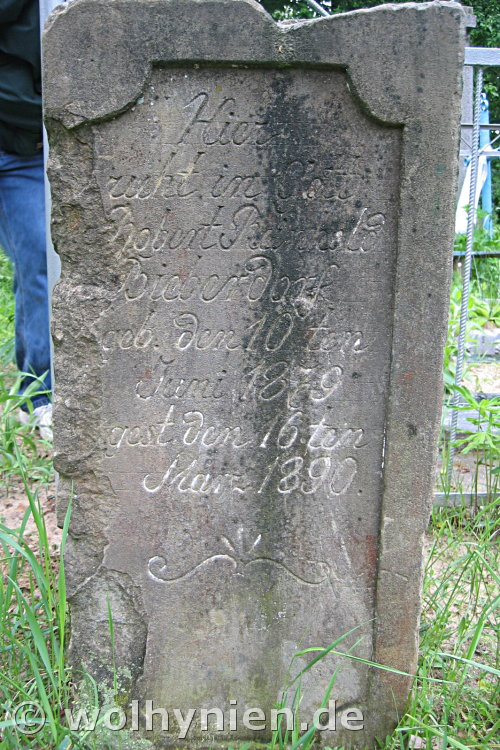 Hier
ruht in Gott
Robert Reinhold
Biederdorf
geb. den 10 ten
Juni 1879
gest. den 16 ten
März 1890.
© wolhynien.de